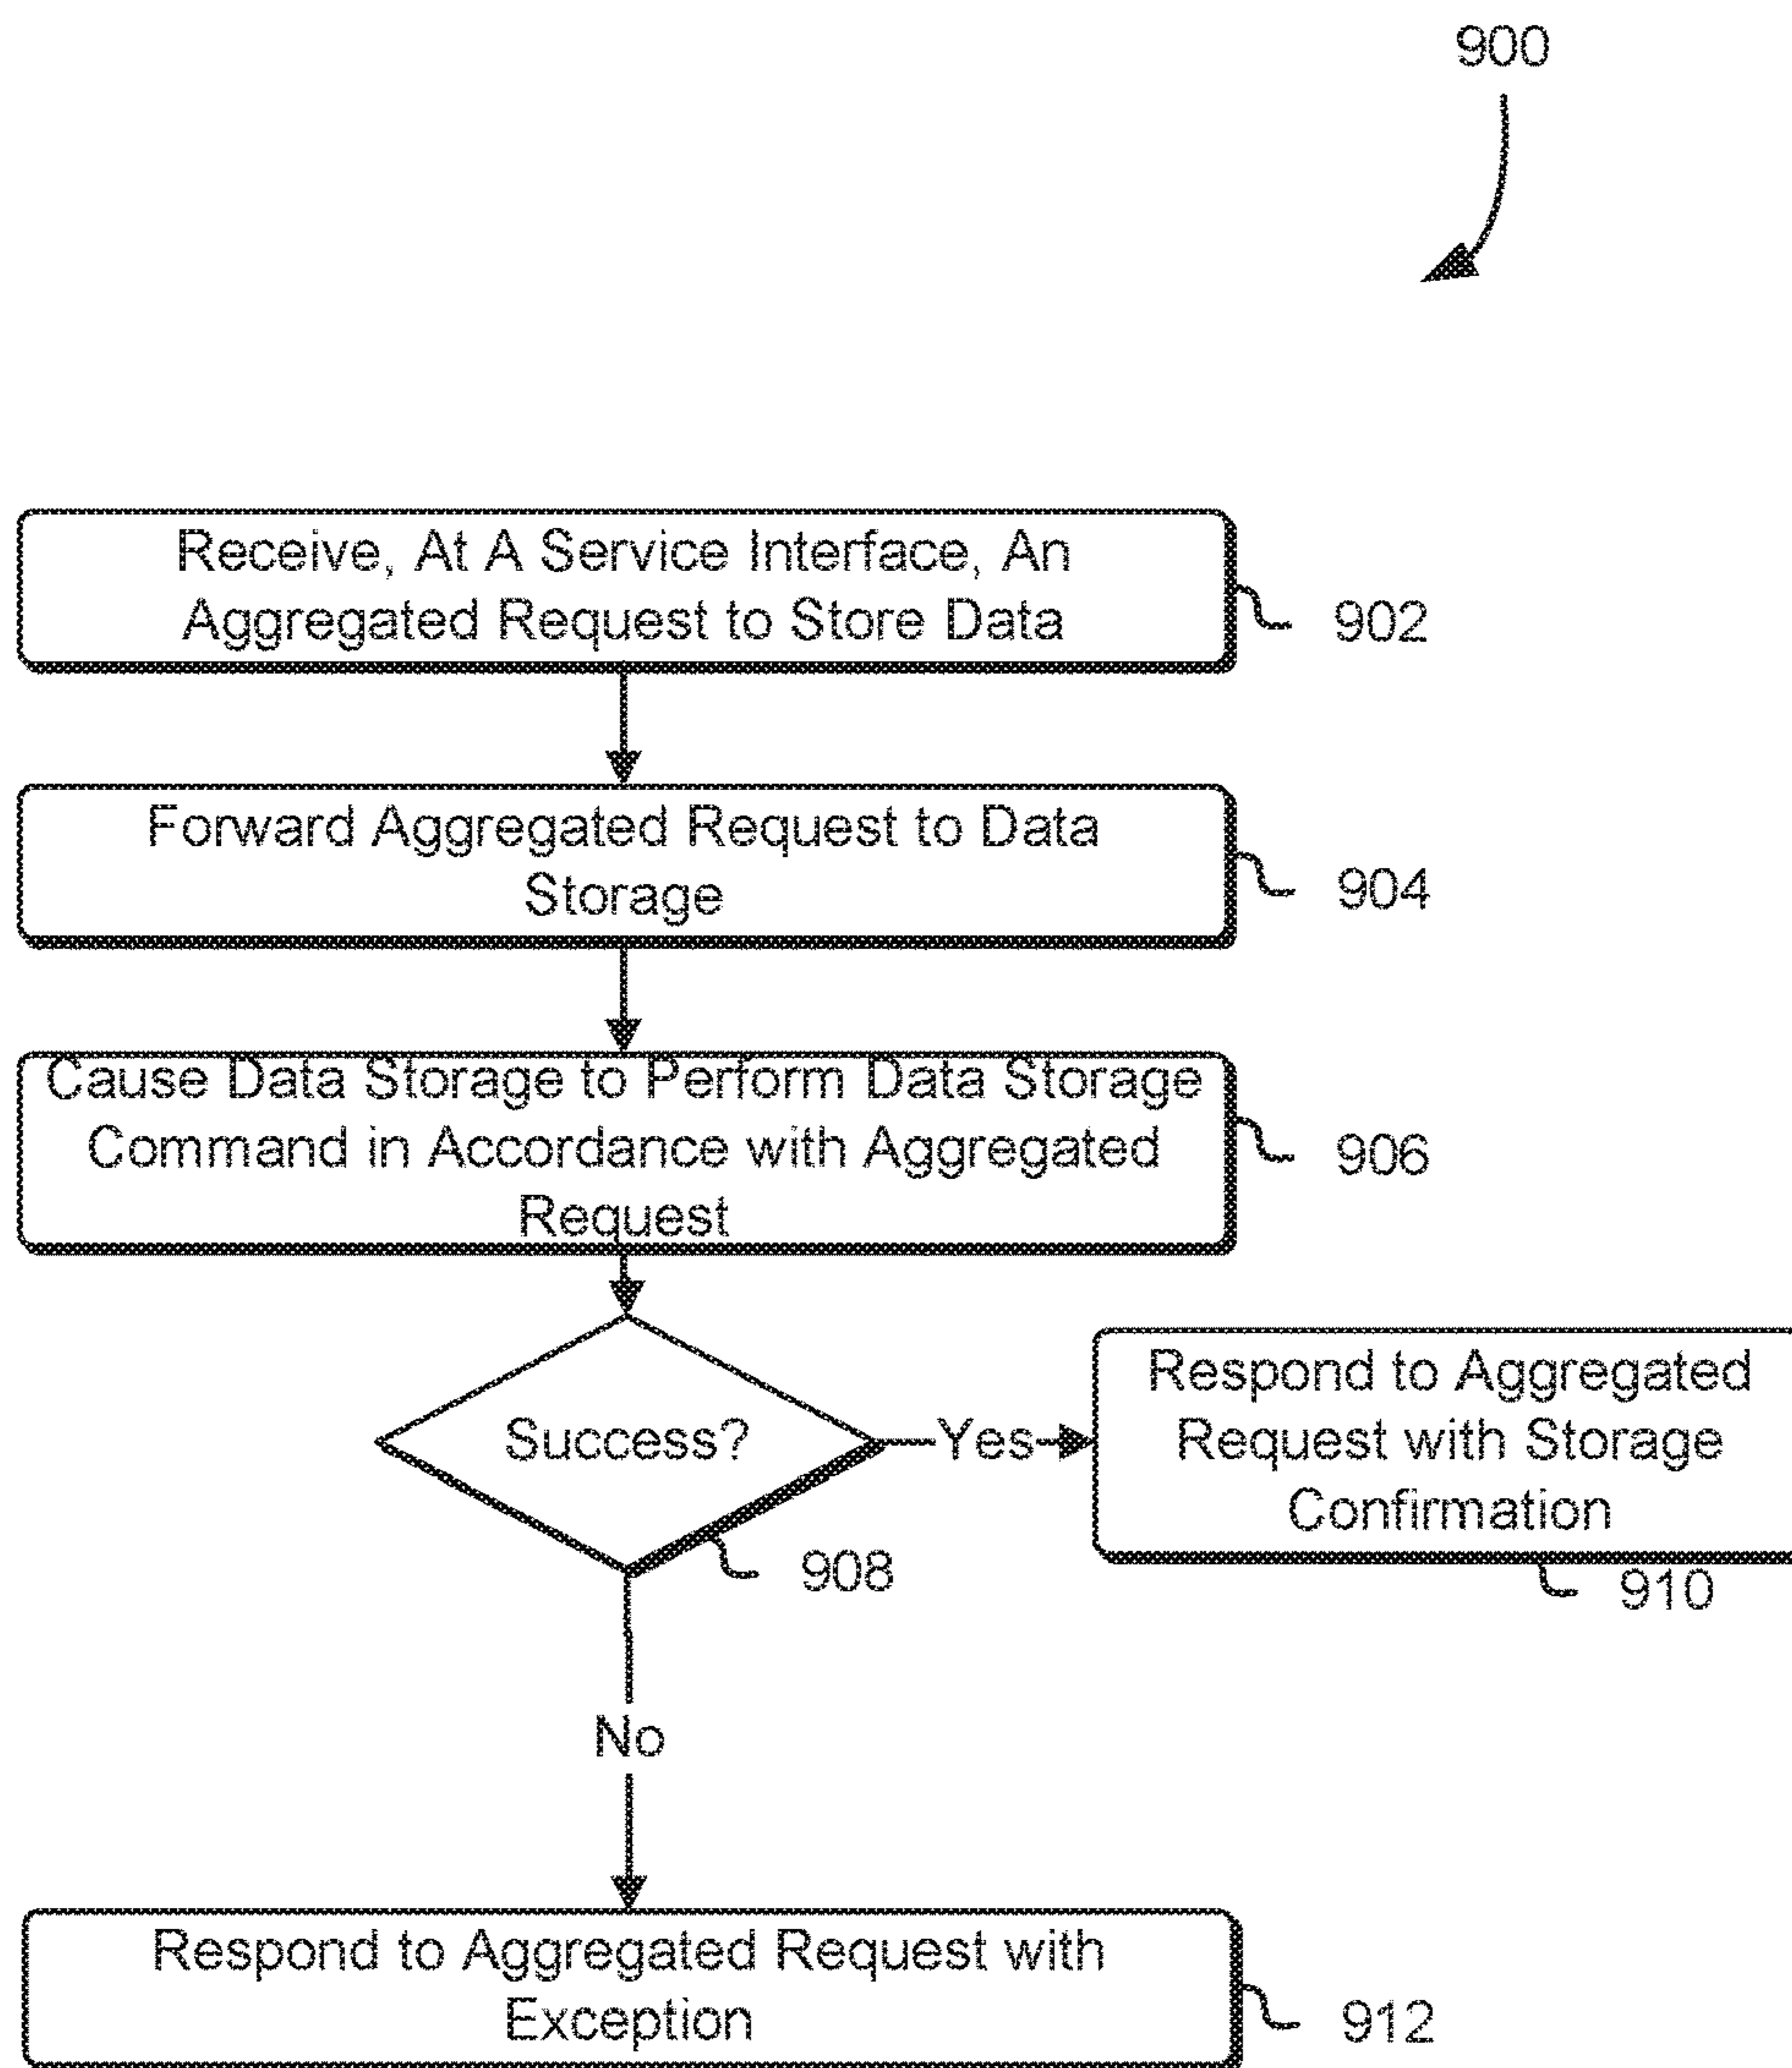 900
Receive, At A Service Interface, An
Aggregated Request to Store Data
902
Forward Aggregated Request to Data
Storage
904
Cause Data Storage to Perform Data Storage
Command in Accordance with Aggregated
Request
906
Success?
Yes
908
Respond to Aggregated
Request with Storage
Confirmation
910
No
Respond to Aggregated Request with
Exception
912